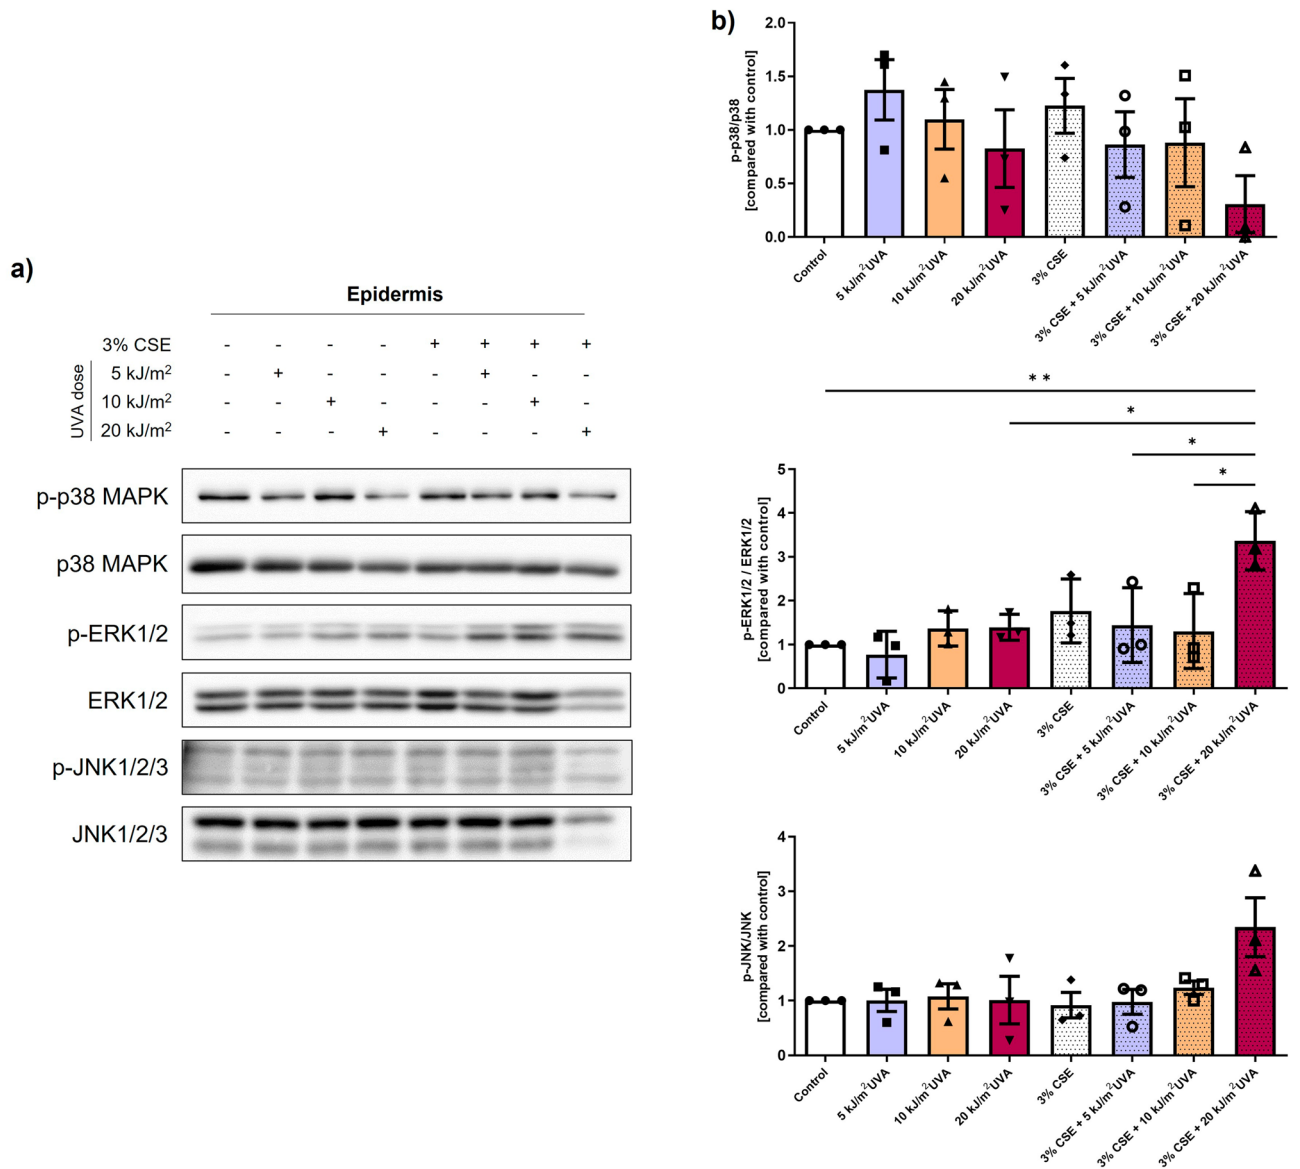 a)
Epidermis
3% CSE - - - - + + + +
UVA dose
5 kJ/m² - + - - - + - -
10 kJ/m² - - + - - - + -
20 kJ/m² - - - + - - - +
p-p38 MAPK
p38 MAPK
p-ERK1/2
ERK1/2
p-JNK1/2/3
JNK1/2/3
b)
p-p38/p38
[compared with control]
2.0
1.5
1.0
0.5
0.0
Control
5 kJ/m²UVA
10 kJ/m²UVA
20 kJ/m²UVA
3% CSE
3% CSE + 5 kJ/m²UVA
3% CSE + 10 kJ/m²UVA
3% CSE + 20 kJ/m²UVA
**
*
*
*
p-ERK1/2 / ERK1/2
[compared with control]
5
4
3
2
1
0
Control
5 kJ/m²UVA
10 kJ/m²UVA
20 kJ/m²UVA
3% CSE
3% CSE + 5 kJ/m²UVA
3% CSE + 10 kJ/m²UVA
3% CSE + 20 kJ/m²UVA
p-JNK/JNK
[compared with control]
4
3
2
1
0
Control
5 kJ/m²UVA
10 kJ/m²UVA
20 kJ/m²UVA
3% CSE
3% CSE + 5 kJ/m²UVA
3% CSE + 10 kJ/m²UVA
3% CSE + 20 kJ/m²UVA